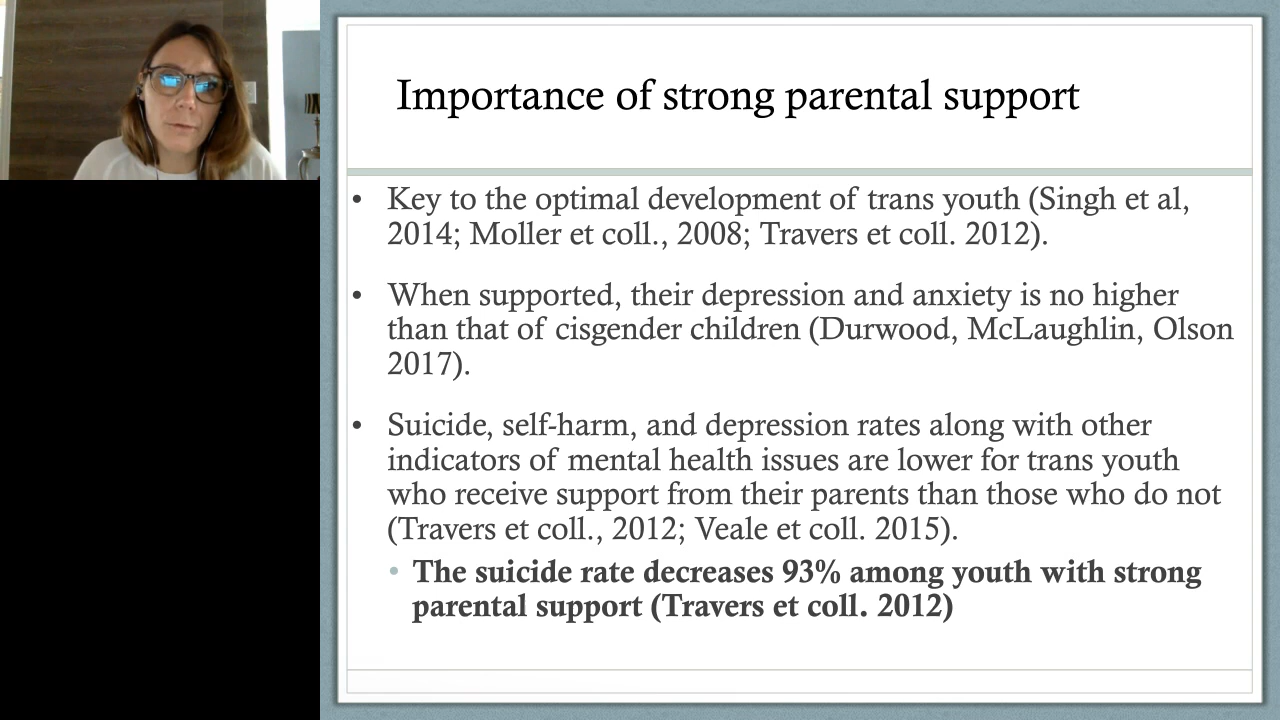 Importance of strong parental support
• Key to the optimal development of trans youth (Singh et al,
2014; Moller et coll., 2008; Travers et coll. 2012).
• When supported, their depression and anxiety is no higher
than that of cisgender children (Durwood, McLaughlin, Olson
2017).
• Suicide, self-harm, and depression rates along with other
indicators of mental health issues are lower for trans youth
who receive support from their parents than those who do not
(Travers et coll., 2012; Veale et coll. 2015).
• The suicide rate decreases 93% among youth with strong
parental support (Travers et coll. 2012)